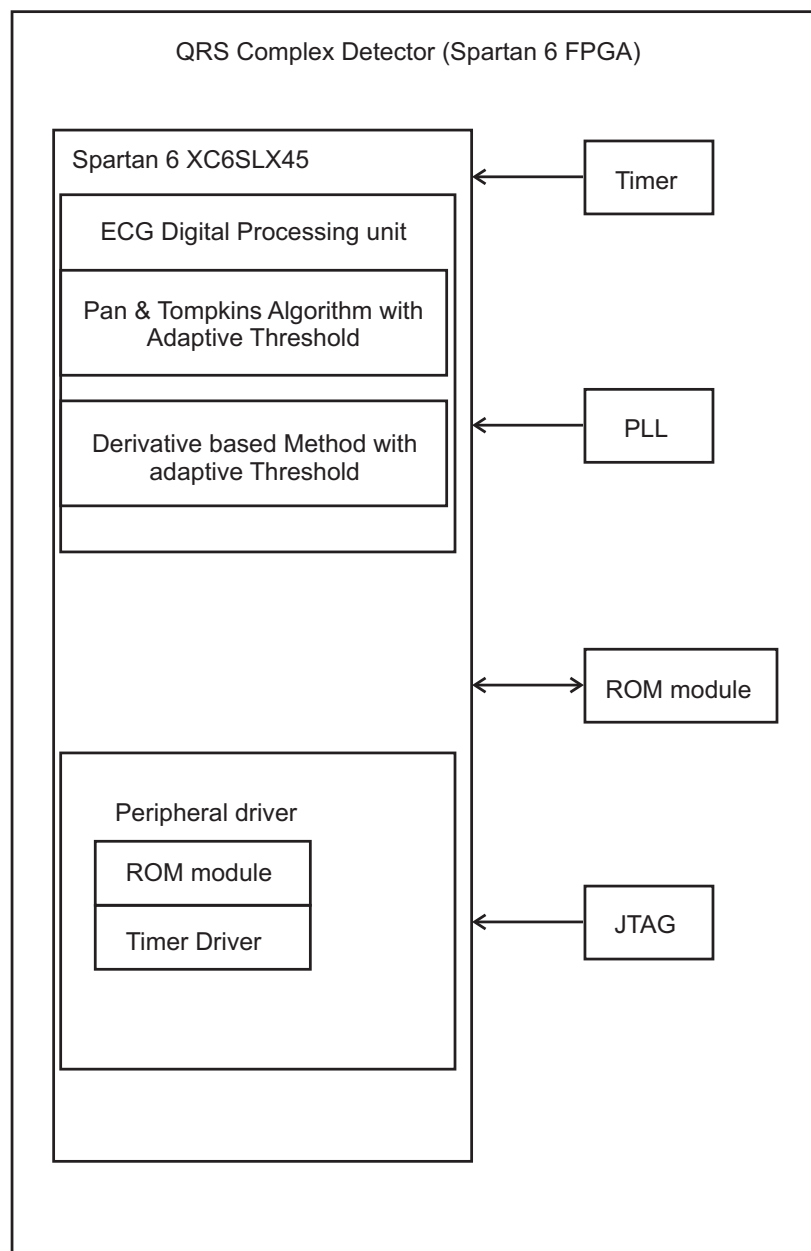 QRS Complex Detector (Spartan 6 FPGA)
Spartan 6 XC6SLX45
ECG Digital Processing unit
Pan & Tompkins Algorithm with
Adaptive Threshold
Derivative based Method with
adaptive Threshold
Peripheral driver
ROM module
Timer Driver
Timer
PLL
ROM module
JTAG